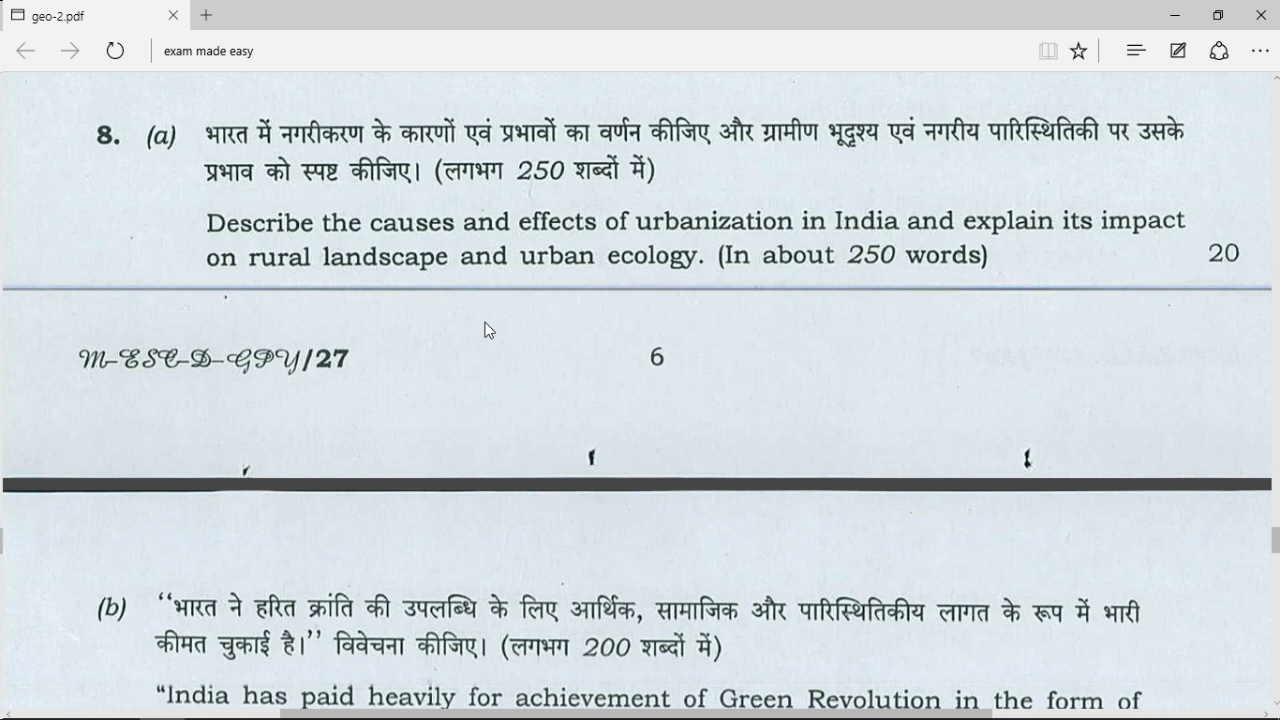 geo-2.pdf
exam made easy
8. (a) भारत में नगरीकरण के कारणों एवं प्रभावों का वर्णन कीजिए और ग्रामीण भूदृश्य एवं नगरीय पारिस्थितिकी पर उसके
प्रभाव को स्पष्ट कीजिए। (लगभग 250 शब्दों में)
Describe the causes and effects of urbanization in India and explain its impact
on rural landscape and urban ecology. (In about 250 words) 20
M-ESC-D-GPY/27 6
(b) “भारत ने हरित क्रांति की उपलब्धि के लिए आर्थिक, सामाजिक और पारिस्थितिकीय लागत के रूप में भारी
कीमत चुकाई है।” विवेचना कीजिए। (लगभग 200 शब्दों में)
“India has paid heavily for achievement of Green Revolution in the form of